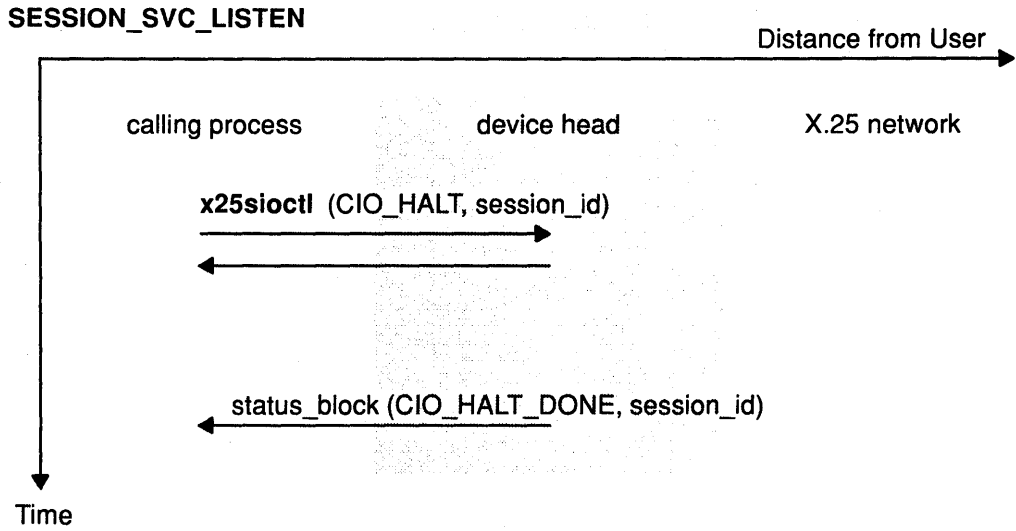 SESSION_SVC_LISTEN
Distance from User
calling process device head X.25 network
x25sioctl (CIO_HALT, session_id)
status_block (CIO_HALT_DONE, session_id)
Time